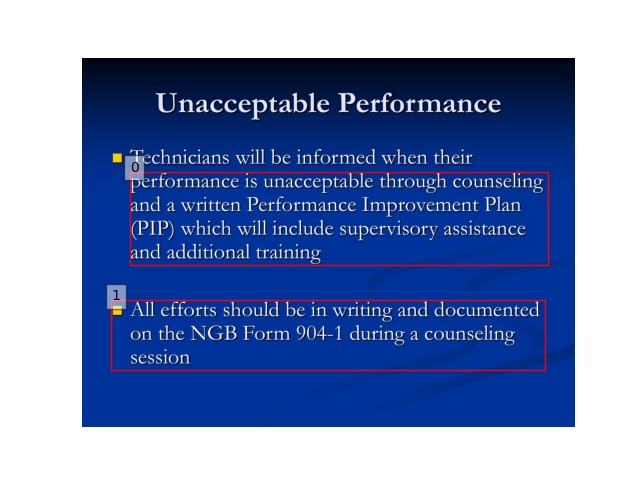 Unacceptable Performance
Technicians will be informed when their
0
performance is unacceptable through counseling
and a written Performance Improvement Plan
(PIP) which will include supervisory assistance
and additional training
1
All efforts should be in writing and documented
on the NGB Form 904-1 during a counseling
session